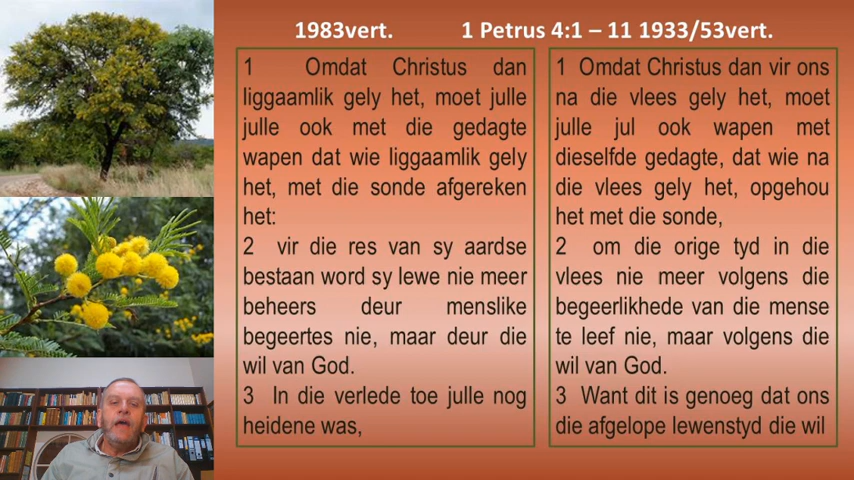 1983vert. 1 Petrus 4:1 – 11 1933/53vert.
1 Omdat Christus dan
liggaamlik gely het, moet julle
julle ook met die gedagte
wapen dat wie liggaamlik gely
het, met die sonde afgereken
het:
2 vir die res van sy aardse
bestaan word sy lewe nie meer
beheers deur menslike
begeertes nie, maar deur die
wil van God.
3 In die verlede toe julle nog
heidene was,
1 Omdat Christus dan vir ons
na die vlees gely het, moet
julle jul ook wapen met
dieselfde gedagte, dat wie na
die vlees gely het, opgehou
het met die sonde,
2 om die orige tyd in die
vlees nie meer volgens die
begeerlikhede van die mense
te leef nie, maar volgens die
wil van God.
3 Want dit is genoeg dat ons
die afgelope lewenstyd die wil